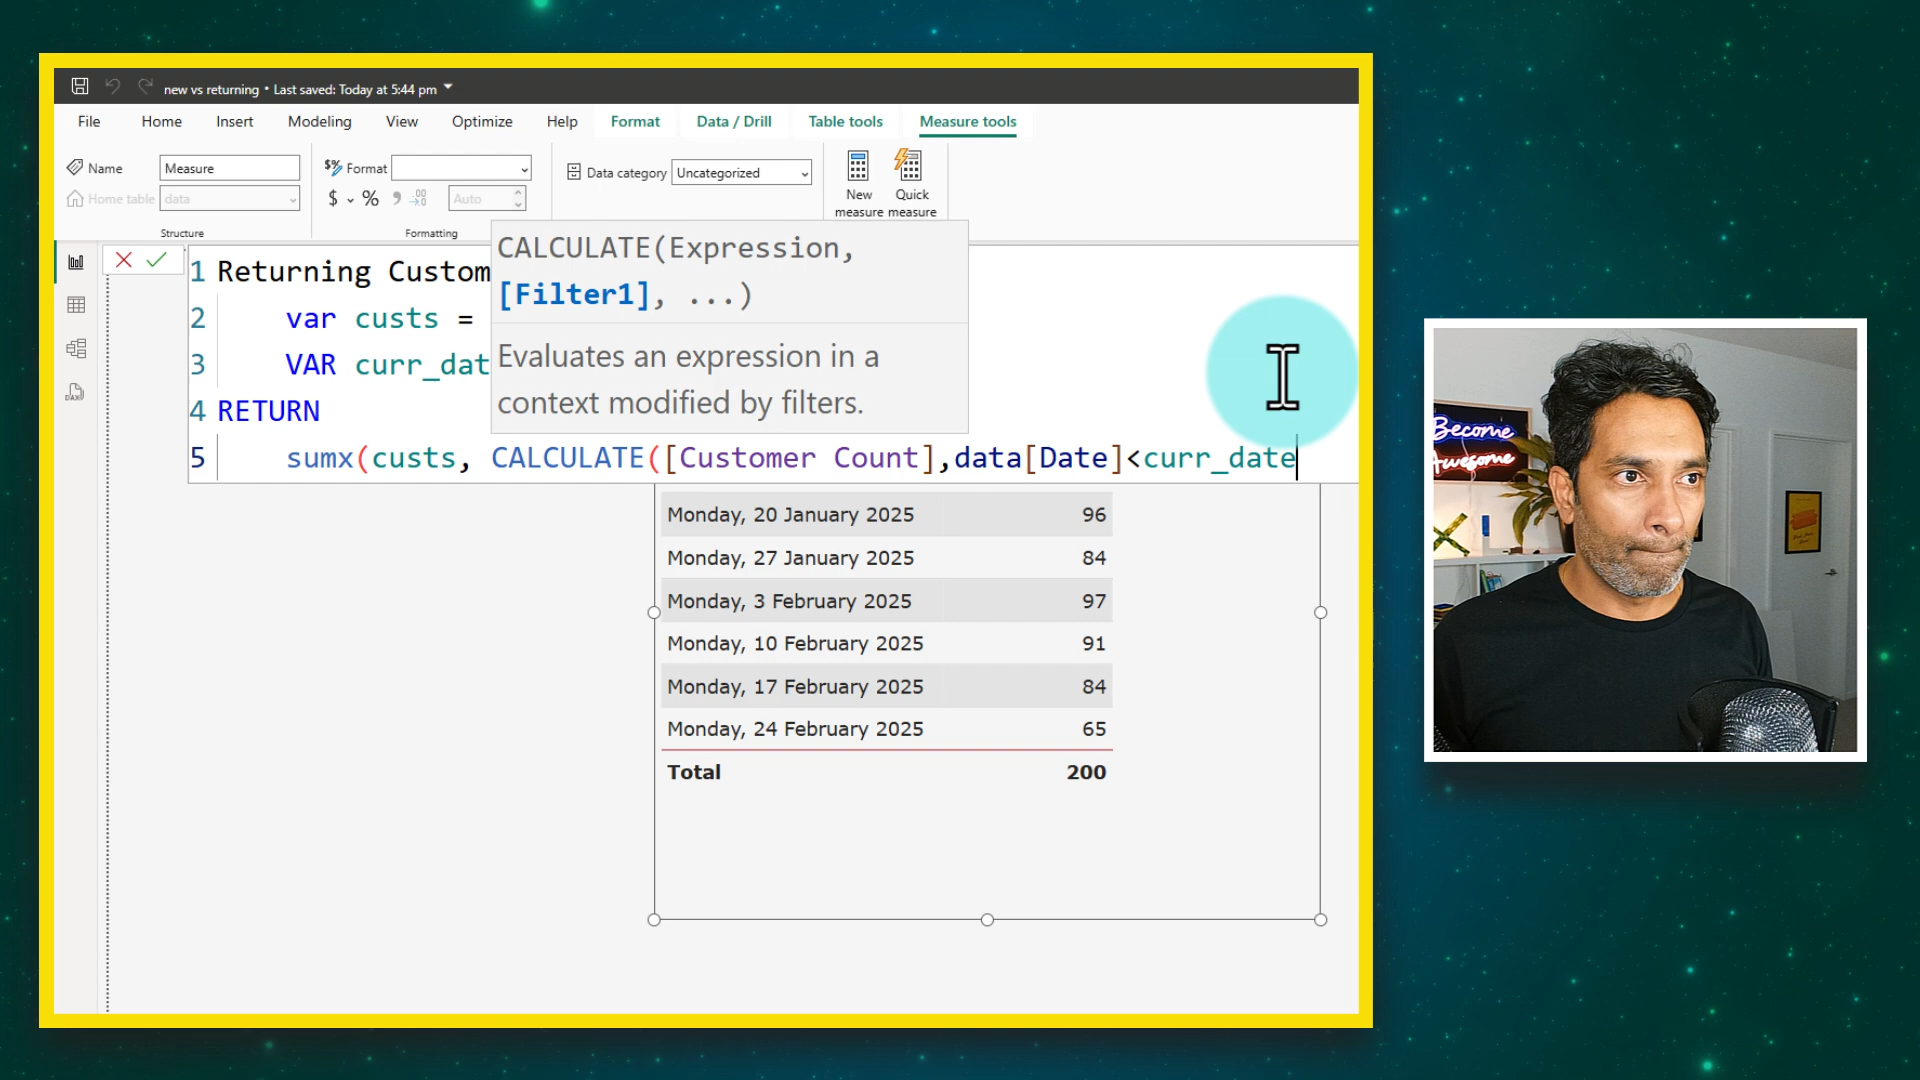 new vs returning • Last saved: Today at 5:44 pm
File Home Insert Modeling View Optimize Help Format Data / Drill Table tools Measure tools
Name Measure
Home table data
Structure
$% Format
$ % 9 .00 Auto
Formatting
Data category Uncategorized
New measure
Quick measure
CALCULATE(Expression,
[Filter1], ...)
Evaluates an expression in a
context modified by filters.
1 Returning Custom
2 var custs =
3 VAR curr_dat
4 RETURN
5 sumx(custs, CALCULATE([Customer Count],data[Date]<curr_date
Monday, 20 January 2025 96
Monday, 27 January 2025 84
Monday, 3 February 2025 97
Monday, 10 February 2025 91
Monday, 17 February 2025 84
Monday, 24 February 2025 65
Total 200
DAX
Become
Awesome